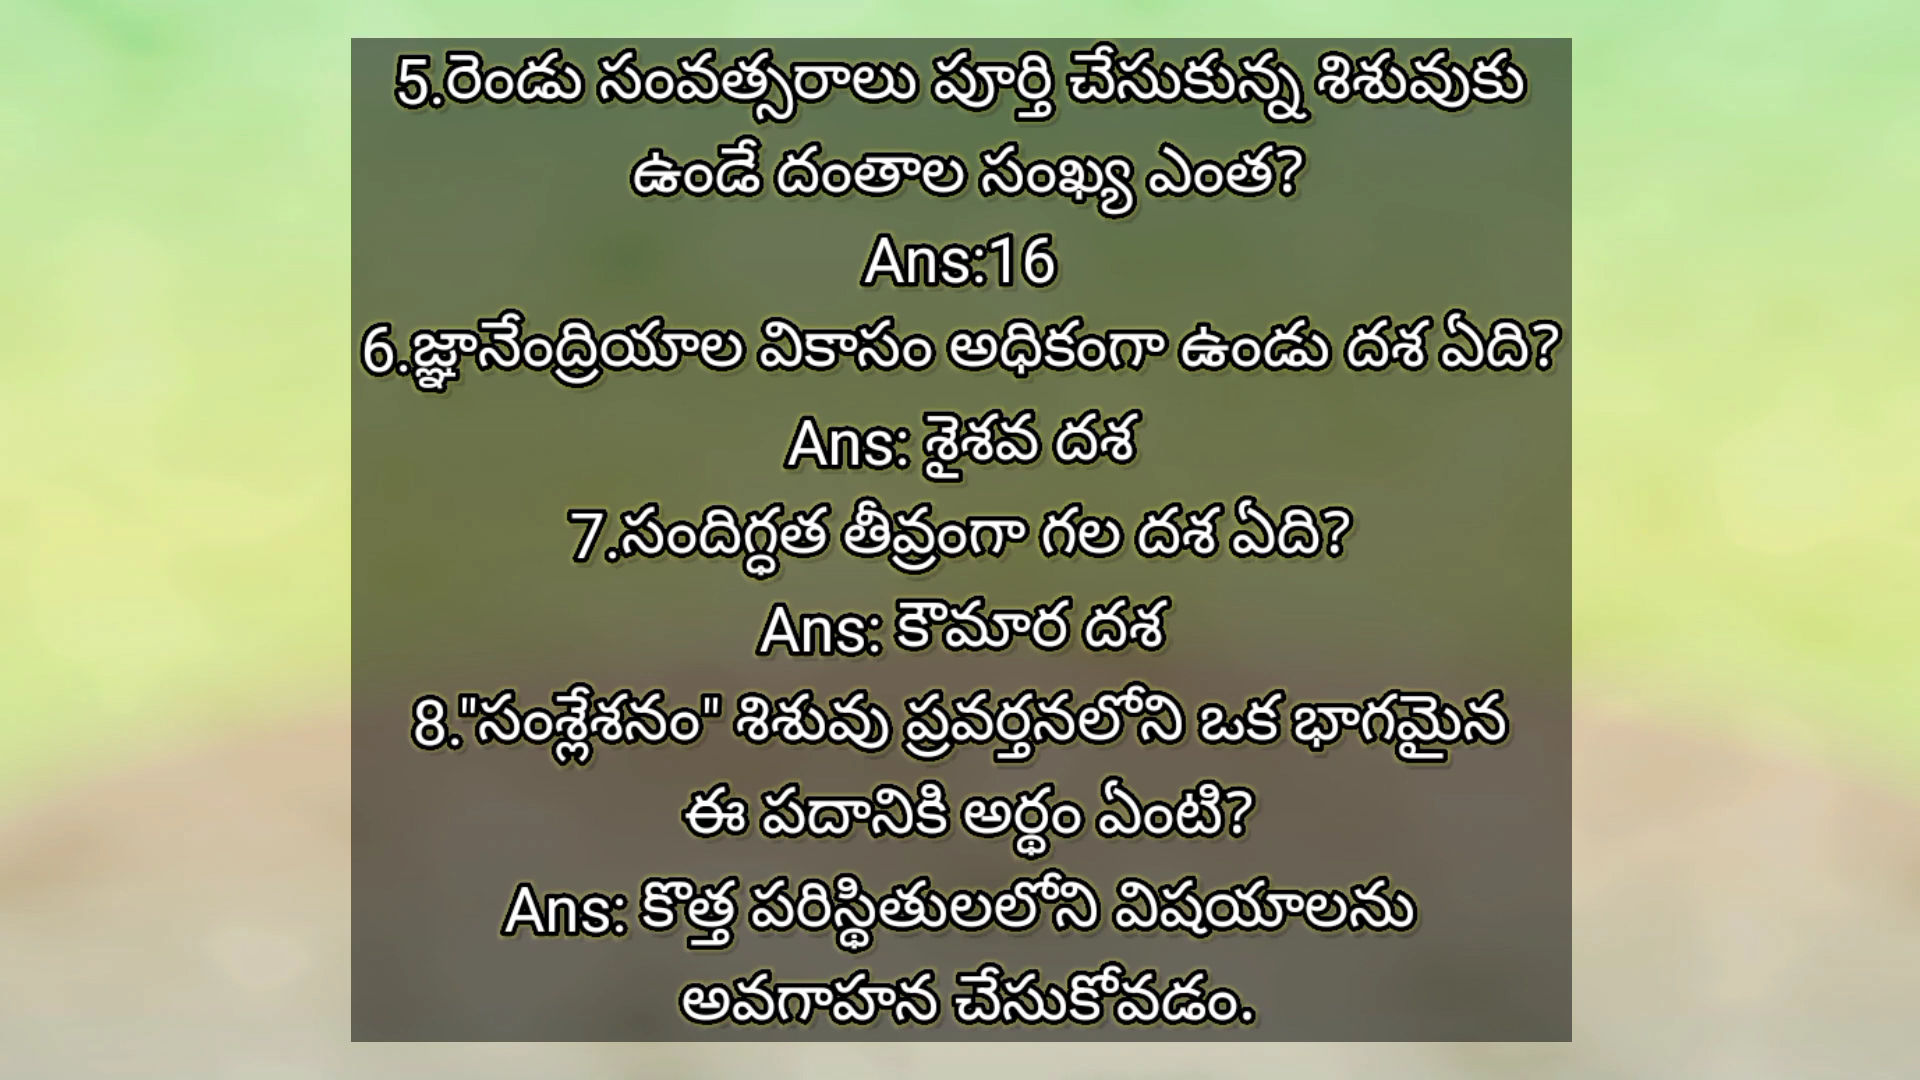 5.రెండు సంవత్సరాలు పూర్తి చేసుకున్న శిశువుకు
ఉండే దంతాల సంఖ్య ఎంత?
Ans:16
6.జ్ఞానేంద్రియాల వికాసం అధికంగా ఉండు దశ ఏది?
Ans: శైశవ దశ
7.సందిగ్ధత తీవ్రంగా గల దశ ఏది?
Ans: కౌమార దశ
8."సంశ్లేశనం" శిశువు ప్రవర్తనలోని ఒక భాగమైన
ఈ పదానికి అర్థం ఏంటి?
Ans: కొత్త పరిస్థితులలోని విషయాలను
అవగాహన చేసుకోవడం.